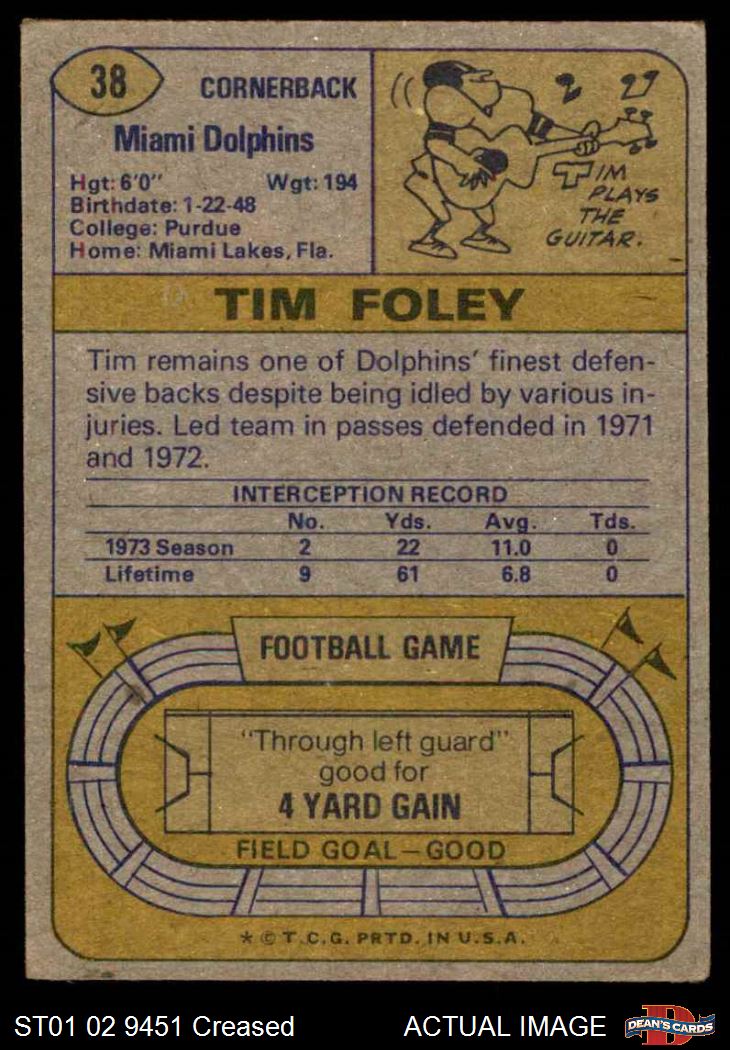 38
CORNERBACK
Miami Dolphins
Hgt: 6'0" Wgt: 194
Birthdate: 1-22-48
College: Purdue
Home: Miami Lakes, Fla.
TIM
PLAYS
THE
GUITAR.
TIM FOLEY
Tim remains one of Dolphins' finest defen-
sive backs despite being idled by various in-
juries. Led team in passes defended in 1971
and 1972.
INTERCEPTION RECORD
No. Yds. Avg. Tds.
1973 Season 2 22 11.0 0
Lifetime 9 61 6.8 0
FOOTBALL GAME
"Through left guard"
good for
4 YARD GAIN
FIELD GOAL — GOOD
* © T.C.G. PRTD. IN U.S.A.
ST01 02 9451 Creased ACTUAL IMAGE
D
DEAN'S CARDS